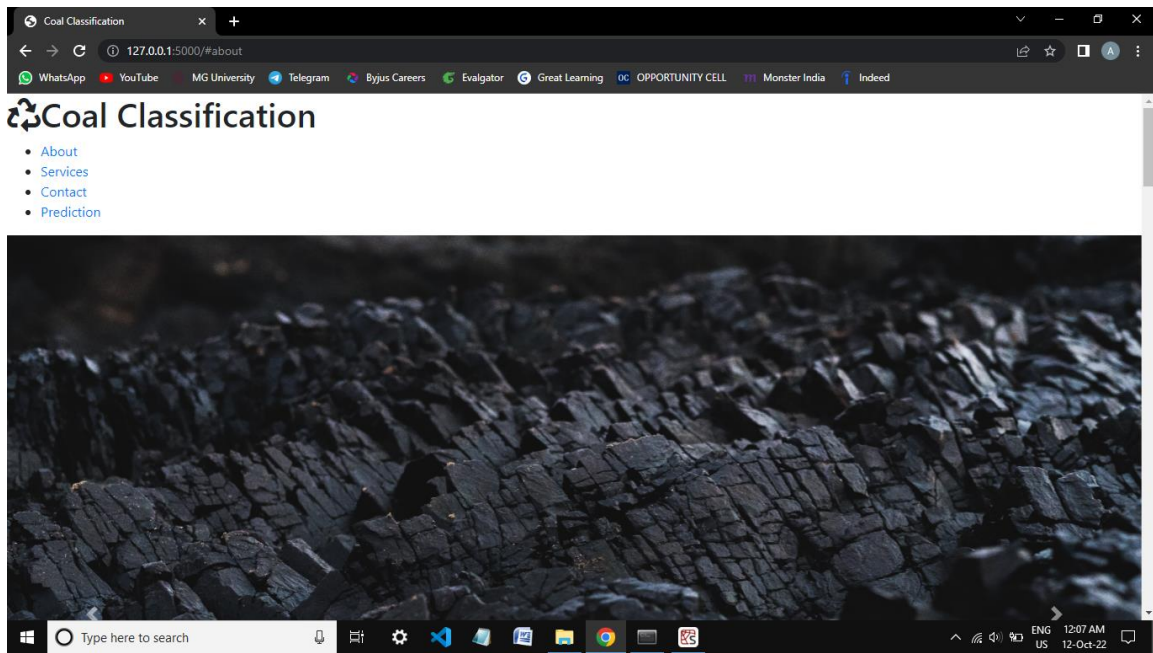 Coal Classification
127.0.0.1:5000/#about
WhatsApp YouTube MG University Telegram Byjus Careers Evalgator Great Learning OC OPPORTUNITY CELL m Monster India Indeed
Coal Classification
• About
• Services
• Contact
• Prediction
Type here to search
ENG 12:07 AM
US 12-Oct-22